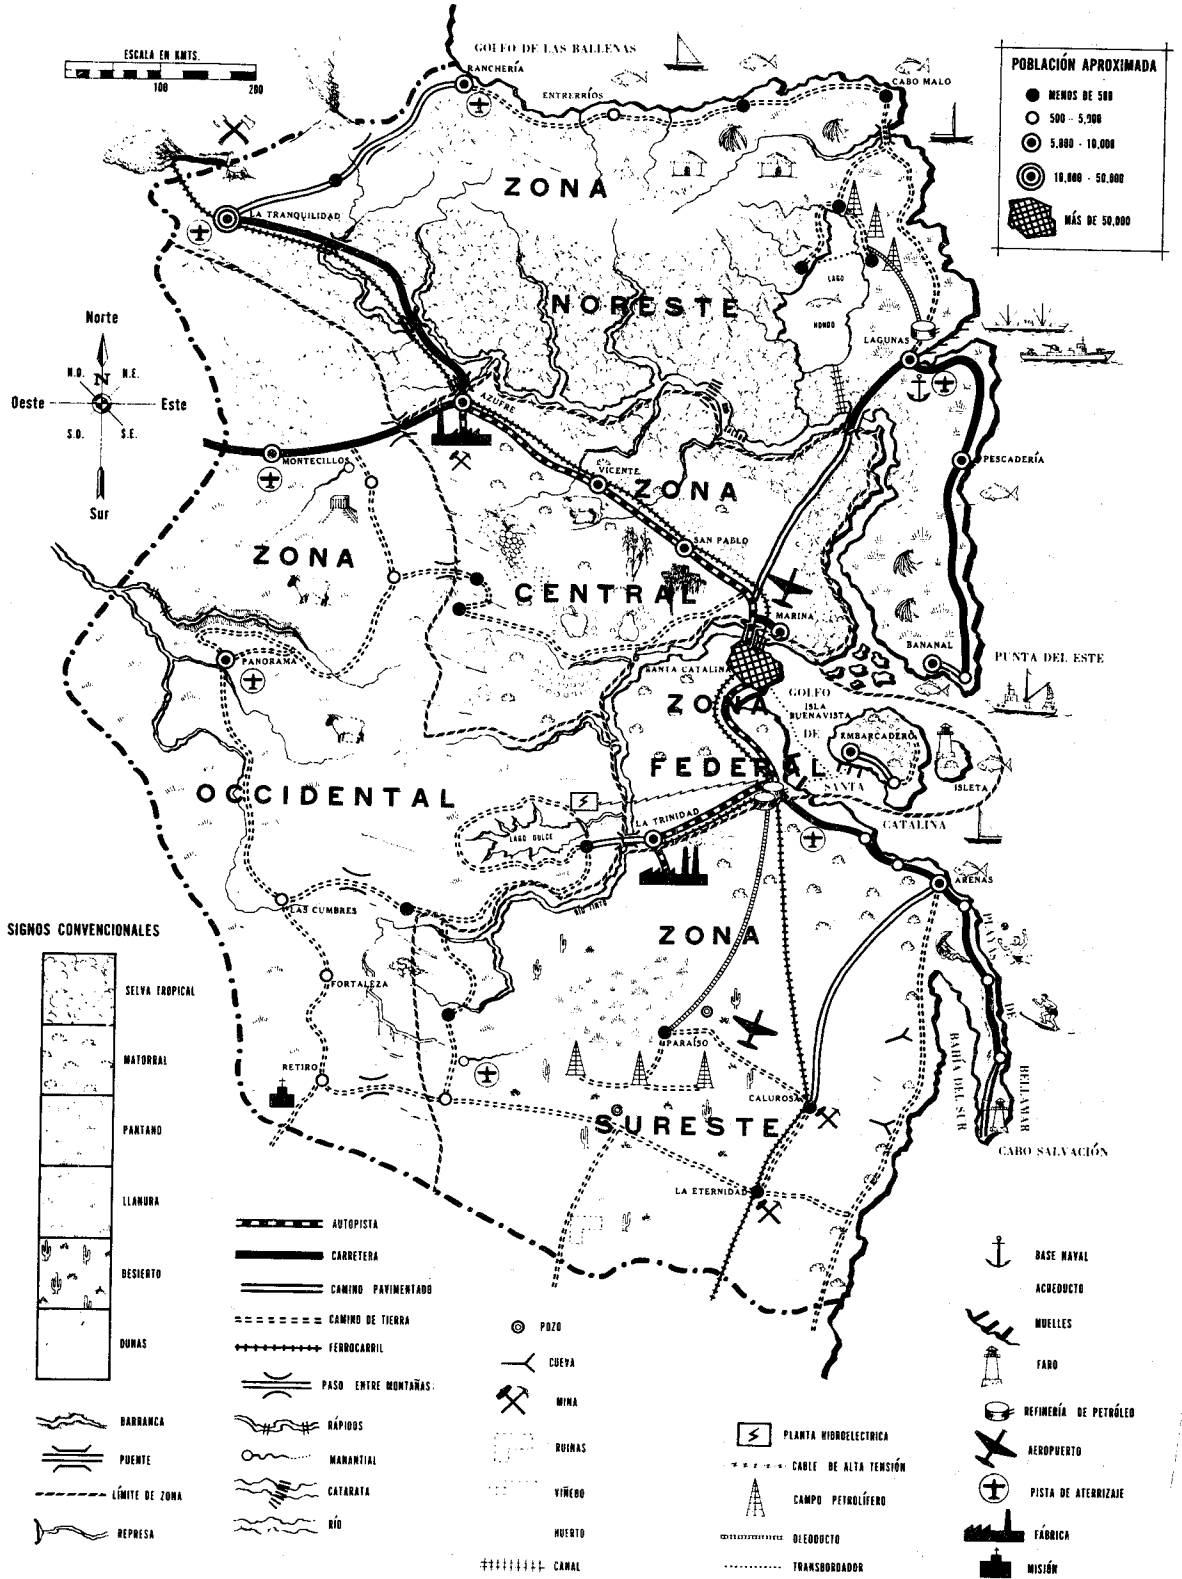 ESCALA EN KMTS.
100
200
GOLFO DE LAS BALLENAS
RANCHERÍA
ENTRERRÍOS
CABO MALO
POBLACIÓN APROXIMADA
MENOS DE 500
500 - 5,000
5,000 - 10,000
10,000 - 50,000
MÁS DE 50,000
ZONA
NORESTE
LA TRANQUILIDAD
LAGO
HONDO
LAGUNAS
Norte
N.O.
N
N.E.
Oeste
Este
S.O.
S.E.
Sur
AZUFRE
MONTECILLOS
VICENTE
ZONA
CENTRAL
PESCADERÍA
SAN PABLO
ZONA
OCCIDENTAL
MARINA
BANANAL
PUNTA DEL ESTE
PANORAMA
SANTA CATALINA
ZONA
FEDERAL
GOLFO
DE
SANTA
CATALINA
ISLA
BUENAVISTA
EMBARCADERO
ISLETA
LA TRINIDAD
LAGO DULCE
RÍO TINTO
ARENAS
LAS CUMBRES
ZONA
SURESTE
PLAYAS
DE
BELLAMAR
FORTALEZA
PARAÍSO
RETIRO
CALUROSA
BAHÍA DEL SUR
CABO SALVACIÓN
LA ETERNIDAD
SIGNOS CONVENCIONALES
SELVA TROPICAL
MATORRAL
PANTANO
LLANURA
DESIERTO
DUNAS
BARRANCA
PUENTE
LÍMITE DE ZONA
REPRESA
AUTOPISTA
CARRETERA
CAMINO PAVIMENTADO
CAMINO DE TIERRA
FERROCARRIL
PASO ENTRE MONTAÑAS
RÁPIDOS
MANANTIAL
CATARATA
RÍO
POZO
CUEVA
MINA
RUINAS
VIÑEDO
HUERTO
CANAL
PLANTA HIDROELECTRICA
CABLE DE ALTA TENSIÓN
CAMPO PETROLÍFERO
OLEODUCTO
TRANSBORDADOR
BASE NAVAL
ACUEDUCTO
MUELLES
FARO
REFINERÍA DE PETRÓLEO
AEROPUERTO
PISTA DE ATERRIZAJE
FÁBRICA
MISIÓN